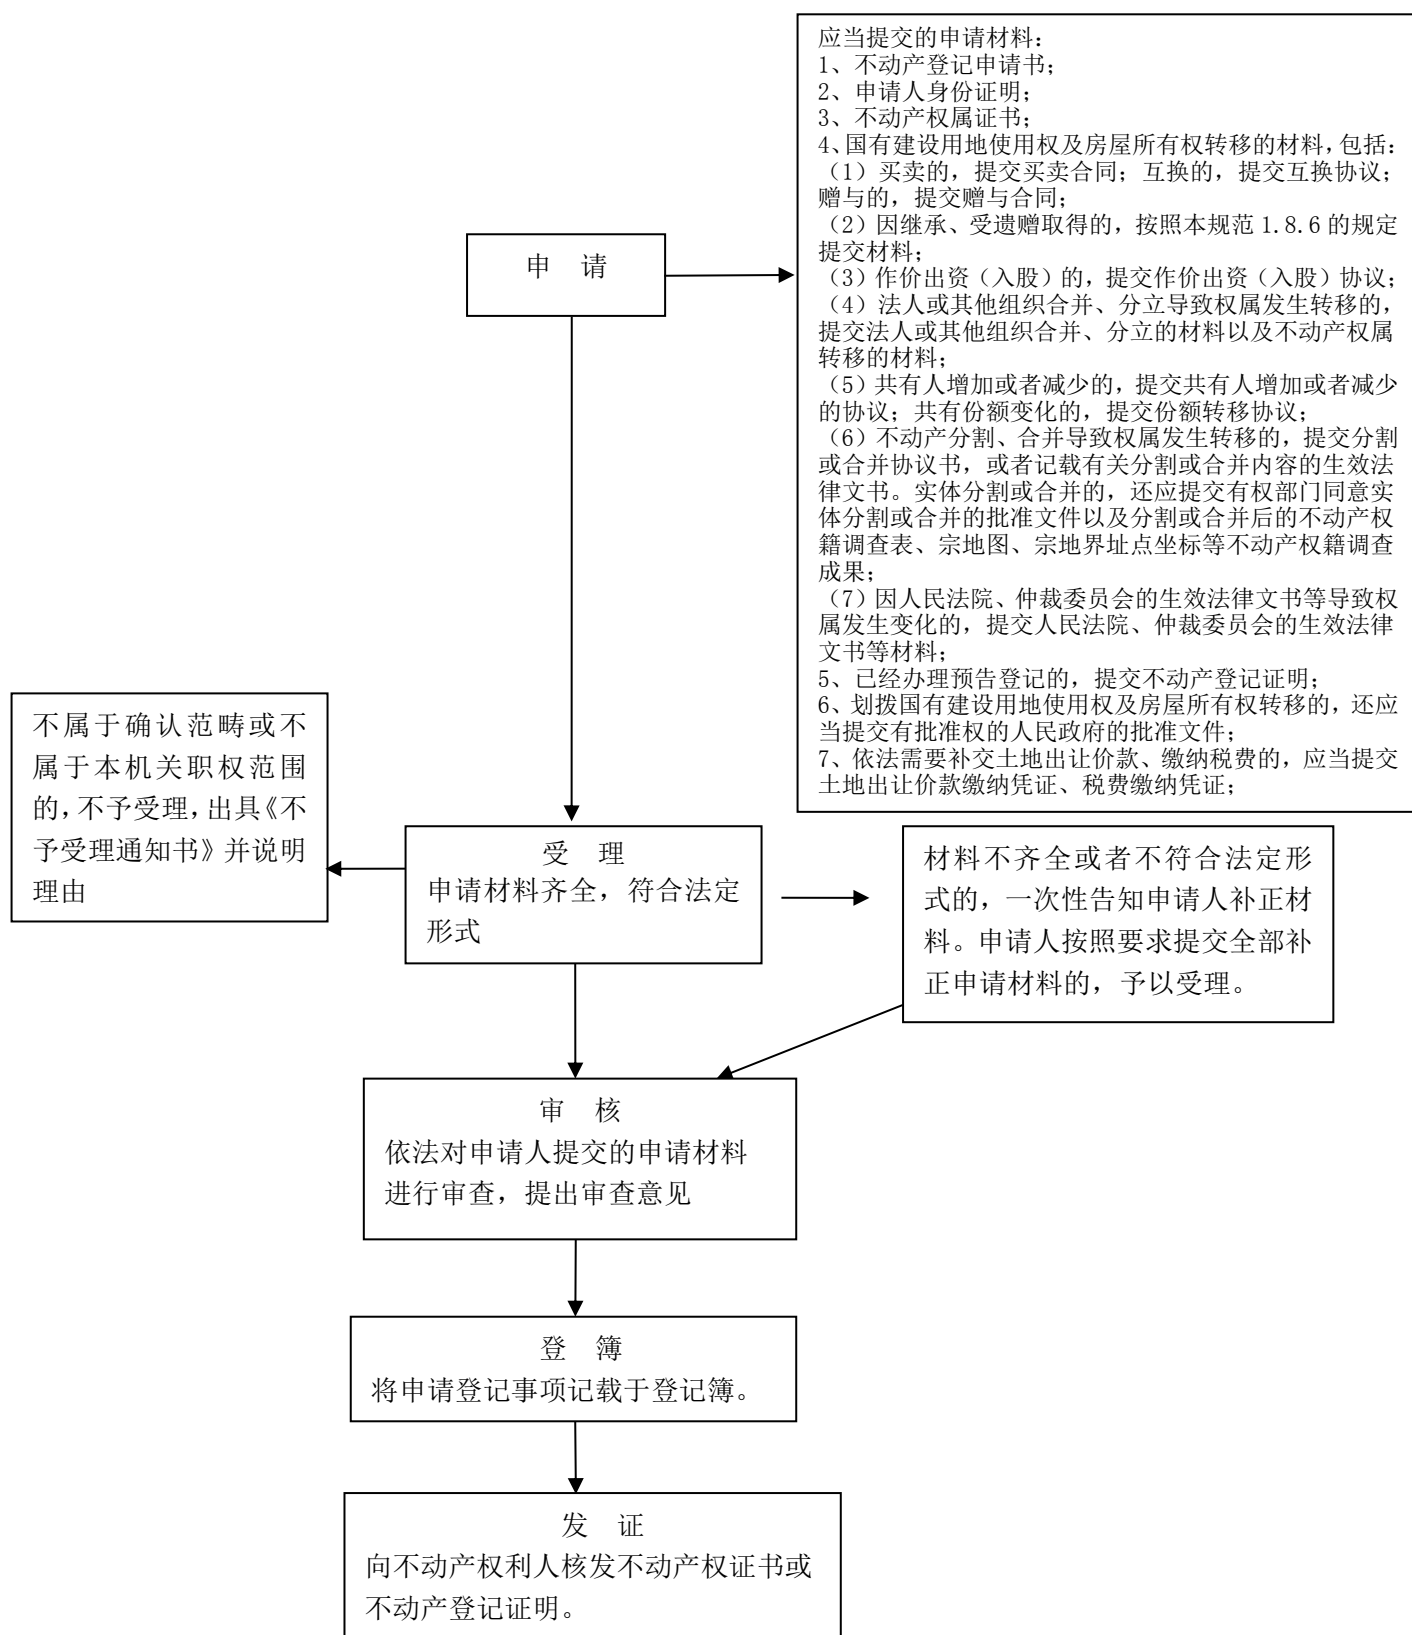 应当提交的申请材料：
1、不动产登记申请书；
2、申请人身份证明；
3、不动产权属证书；
4、国有建设用地使用权及房屋所有权转移的材料，包括：
（1）买卖的，提交买卖合同；互换的，提交互换协议；
赠与的，提交赠与合同；
（2）因继承、受遗赠取得的，按照本规范 1.8.6 的规定
提交材料；
（3）作价出资（入股）的，提交作价出资（入股）协议；
（4）法人或其他组织合并、分立导致权属发生转移的，
提交法人或其他组织合并、分立的材料以及不动产权属
转移的材料；
（5）共有人增加或者减少的，提交共有人增加或者减少
的协议；共有份额变化的，提交份额转移协议；
（6）不动产分割、合并导致权属发生转移的，提交分割
或合并协议书，或者记载有关分割或合并内容的生效法
律文书。实体分割或合并的，还应提交有权部门同意实
体分割或合并的批准文件以及分割或合并后的不动产权
籍调查表、宗地图、宗地界址点坐标等不动产权籍调查
成果；
（7）因人民法院、仲裁委员会的生效法律文书等导致权
属发生变化的，提交人民法院、仲裁委员会的生效法律
文书等材料；
5、已经办理预告登记的，提交不动产登记证明；
6、划拨国有建设用地使用权及房屋所有权转移的，还应
当提交有批准权的人民政府的批准文件；
7、依法需要补交土地出让价款、缴纳税费的，应当提交
土地出让价款缴纳凭证、税费缴纳凭证；
申 请
不属于确认范畴或不
属于本机关职权范围
的，不予受理，出具《不
予受理通知书》并说明
理由
受 理
申请材料齐全，符合法定
形式
材料不齐全或者不符合法定形
式的，一次性告知申请人补正材
料。申请人按照要求提交全部补
正申请材料的，予以受理。
审 核
依法对申请人提交的申请材料
进行审查，提出审查意见
登 簿
将申请登记事项记载于登记簿。
发 证
向不动产权利人核发不动产权证书或
不动产登记证明。